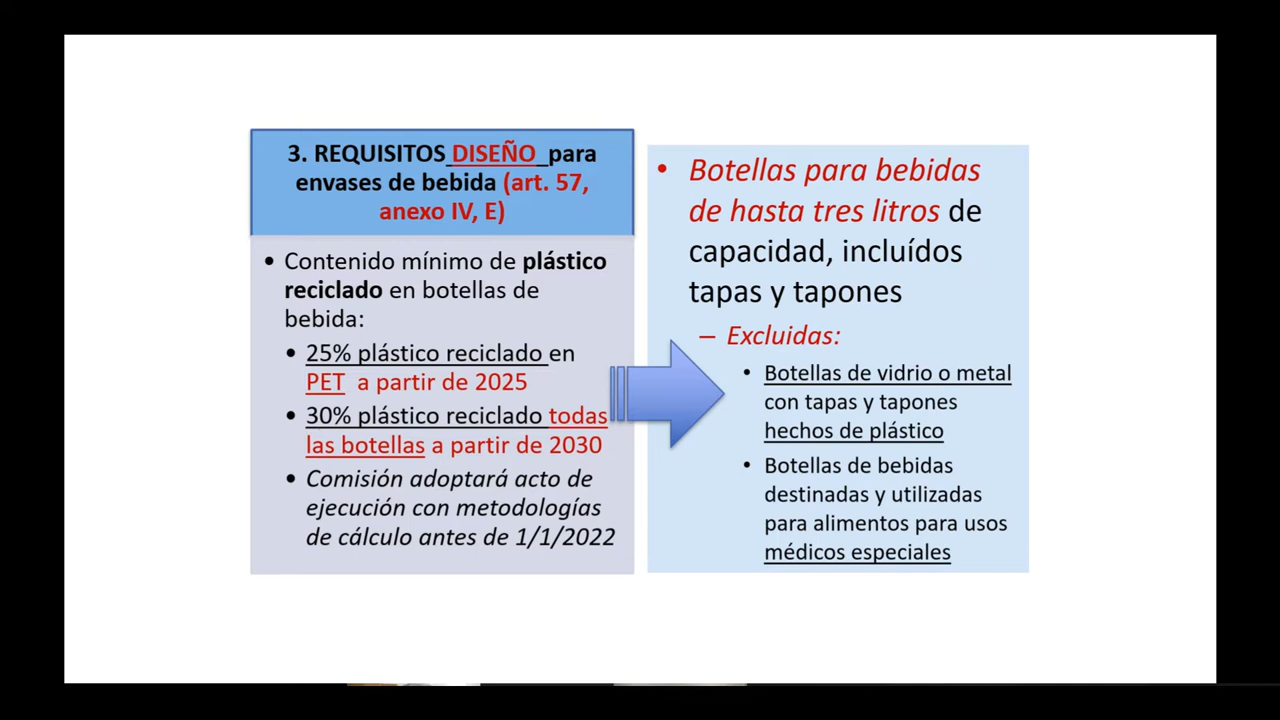 3. REQUISITOS DISEÑO para
envases de bebida (art. 57,
anexo IV, E)
• Contenido mínimo de plástico
reciclado en botellas de
bebida:
• 25% plástico reciclado en
PET a partir de 2025
• 30% plástico reciclado todas
las botellas a partir de 2030
• Comisión adoptará acto de
ejecución con metodologías
de cálculo antes de 1/1/2022
• Botellas para bebidas
de hasta tres litros de
capacidad, incluídos
tapas y tapones
– Excluidas:
• Botellas de vidrio o metal
con tapas y tapones
hechos de plástico
• Botellas de bebidas
destinadas y utilizadas
para alimentos para usos
médicos especiales